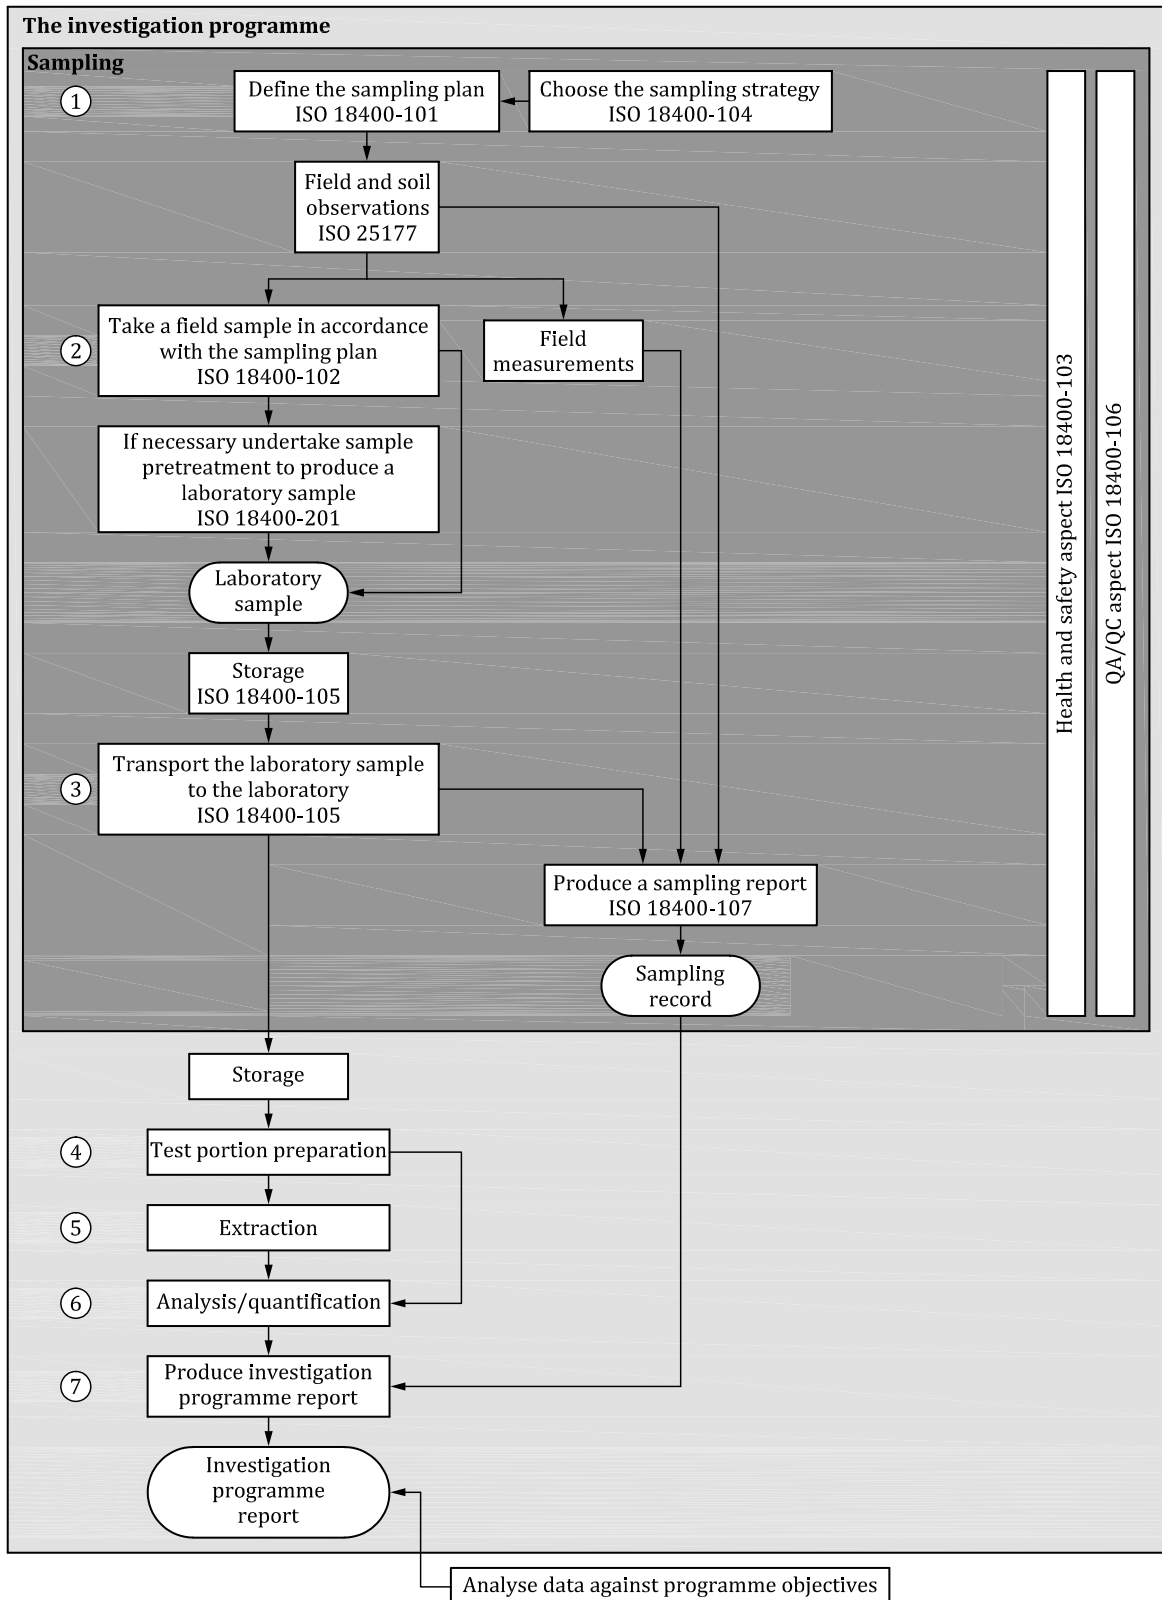 The investigation programme
Sampling
1
Define the sampling plan
ISO 18400-101
Choose the sampling strategy
ISO 18400-104
Field and soil
observations
ISO 25177
2
Take a field sample in accordance
with the sampling plan
ISO 18400-102
Field
measurements
If necessary undertake sample
pretreatment to produce a
laboratory sample
ISO 18400-201
Laboratory
sample
Storage
ISO 18400-105
3
Transport the laboratory sample
to the laboratory
ISO 18400-105
Produce a sampling report
ISO 18400-107
Sampling
record
Health and safety aspect ISO 18400-103
QA/QC aspect ISO 18400-106
Storage
4
Test portion preparation
5
Extraction
6
Analysis/quantification
7
Produce investigation
programme report
Investigation
programme
report
Analyse data against programme objectives